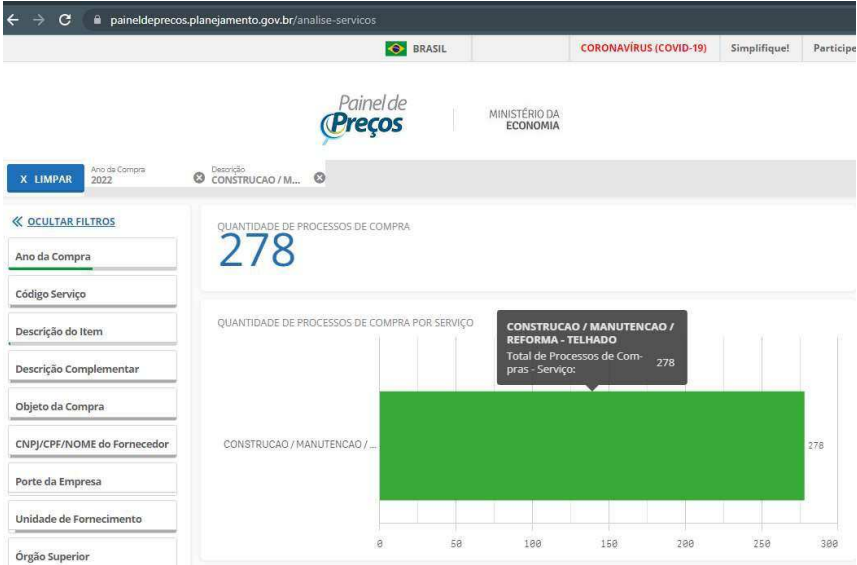 paineldeprecos.planejamento.gov.br/analise-servicos
BRASIL
CORONAVÍRUS (COVID-19)
Simplifique!
Participe
Painel de
Preços
MINISTÉRIO DA
ECONOMIA
X LIMPAR
Ano da Compra
2022
Descrição
CONSTRUCAO / M...
OCULTAR FILTROS
Ano da Compra
Código Serviço
Descrição do Item
Descrição Complementar
Objeto da Compra
CNPJ/CPF/NOME do Fornecedor
Porte da Empresa
Unidade de Fornecimento
Órgão Superior
QUANTIDADE DE PROCESSOS DE COMPRA
278
QUANTIDADE DE PROCESSOS DE COMPRA POR SERVIÇO
CONSTRUCAO / MANUTENCAO /
REFORMA - TELHADO
Total de Processos de Com-
pras - Serviço: 278
CONSTRUCAO / MANUTENCAO / ...
278
0 50 100 150 200 250 300